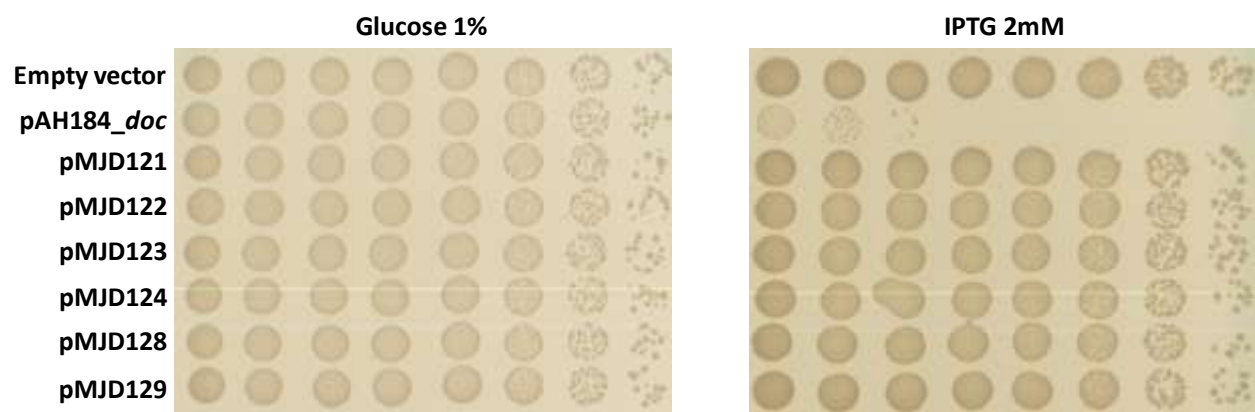 Glucose 1%
IPTG 2mM
Empty vector
pAH184_doc
pMJD121
pMJD122
pMJD123
pMJD124
pMJD128
pMJD129